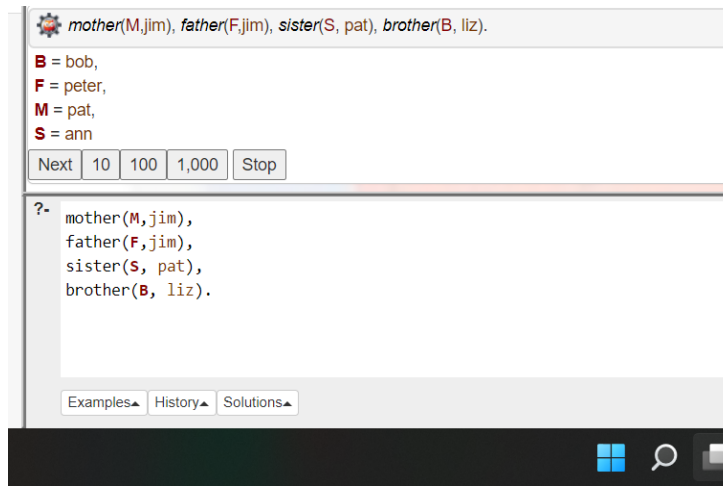 mother(M,jim), father(F,jim), sister(S, pat), brother(B, liz).
B = bob,
F = peter,
M = pat,
S = ann
Next 10 100 1,000 Stop
?- mother(M,jim),
father(F,jim),
sister(S, pat),
brother(B, liz).
Examples▴ History▴ Solutions▴